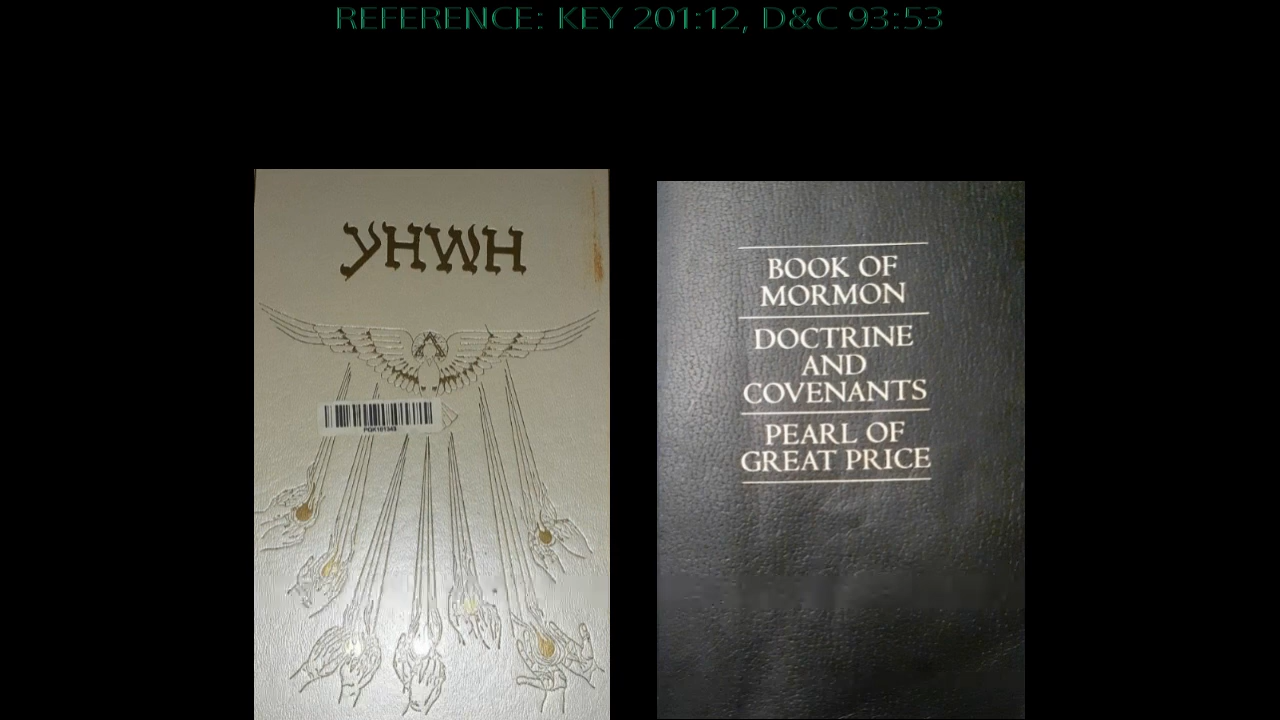 REFERENCE: KEY 201:12, D&C 93:53
YHWH
BOOK OF
MORMON
DOCTRINE
AND
COVENANTS
PEARL OF
GREAT PRICE